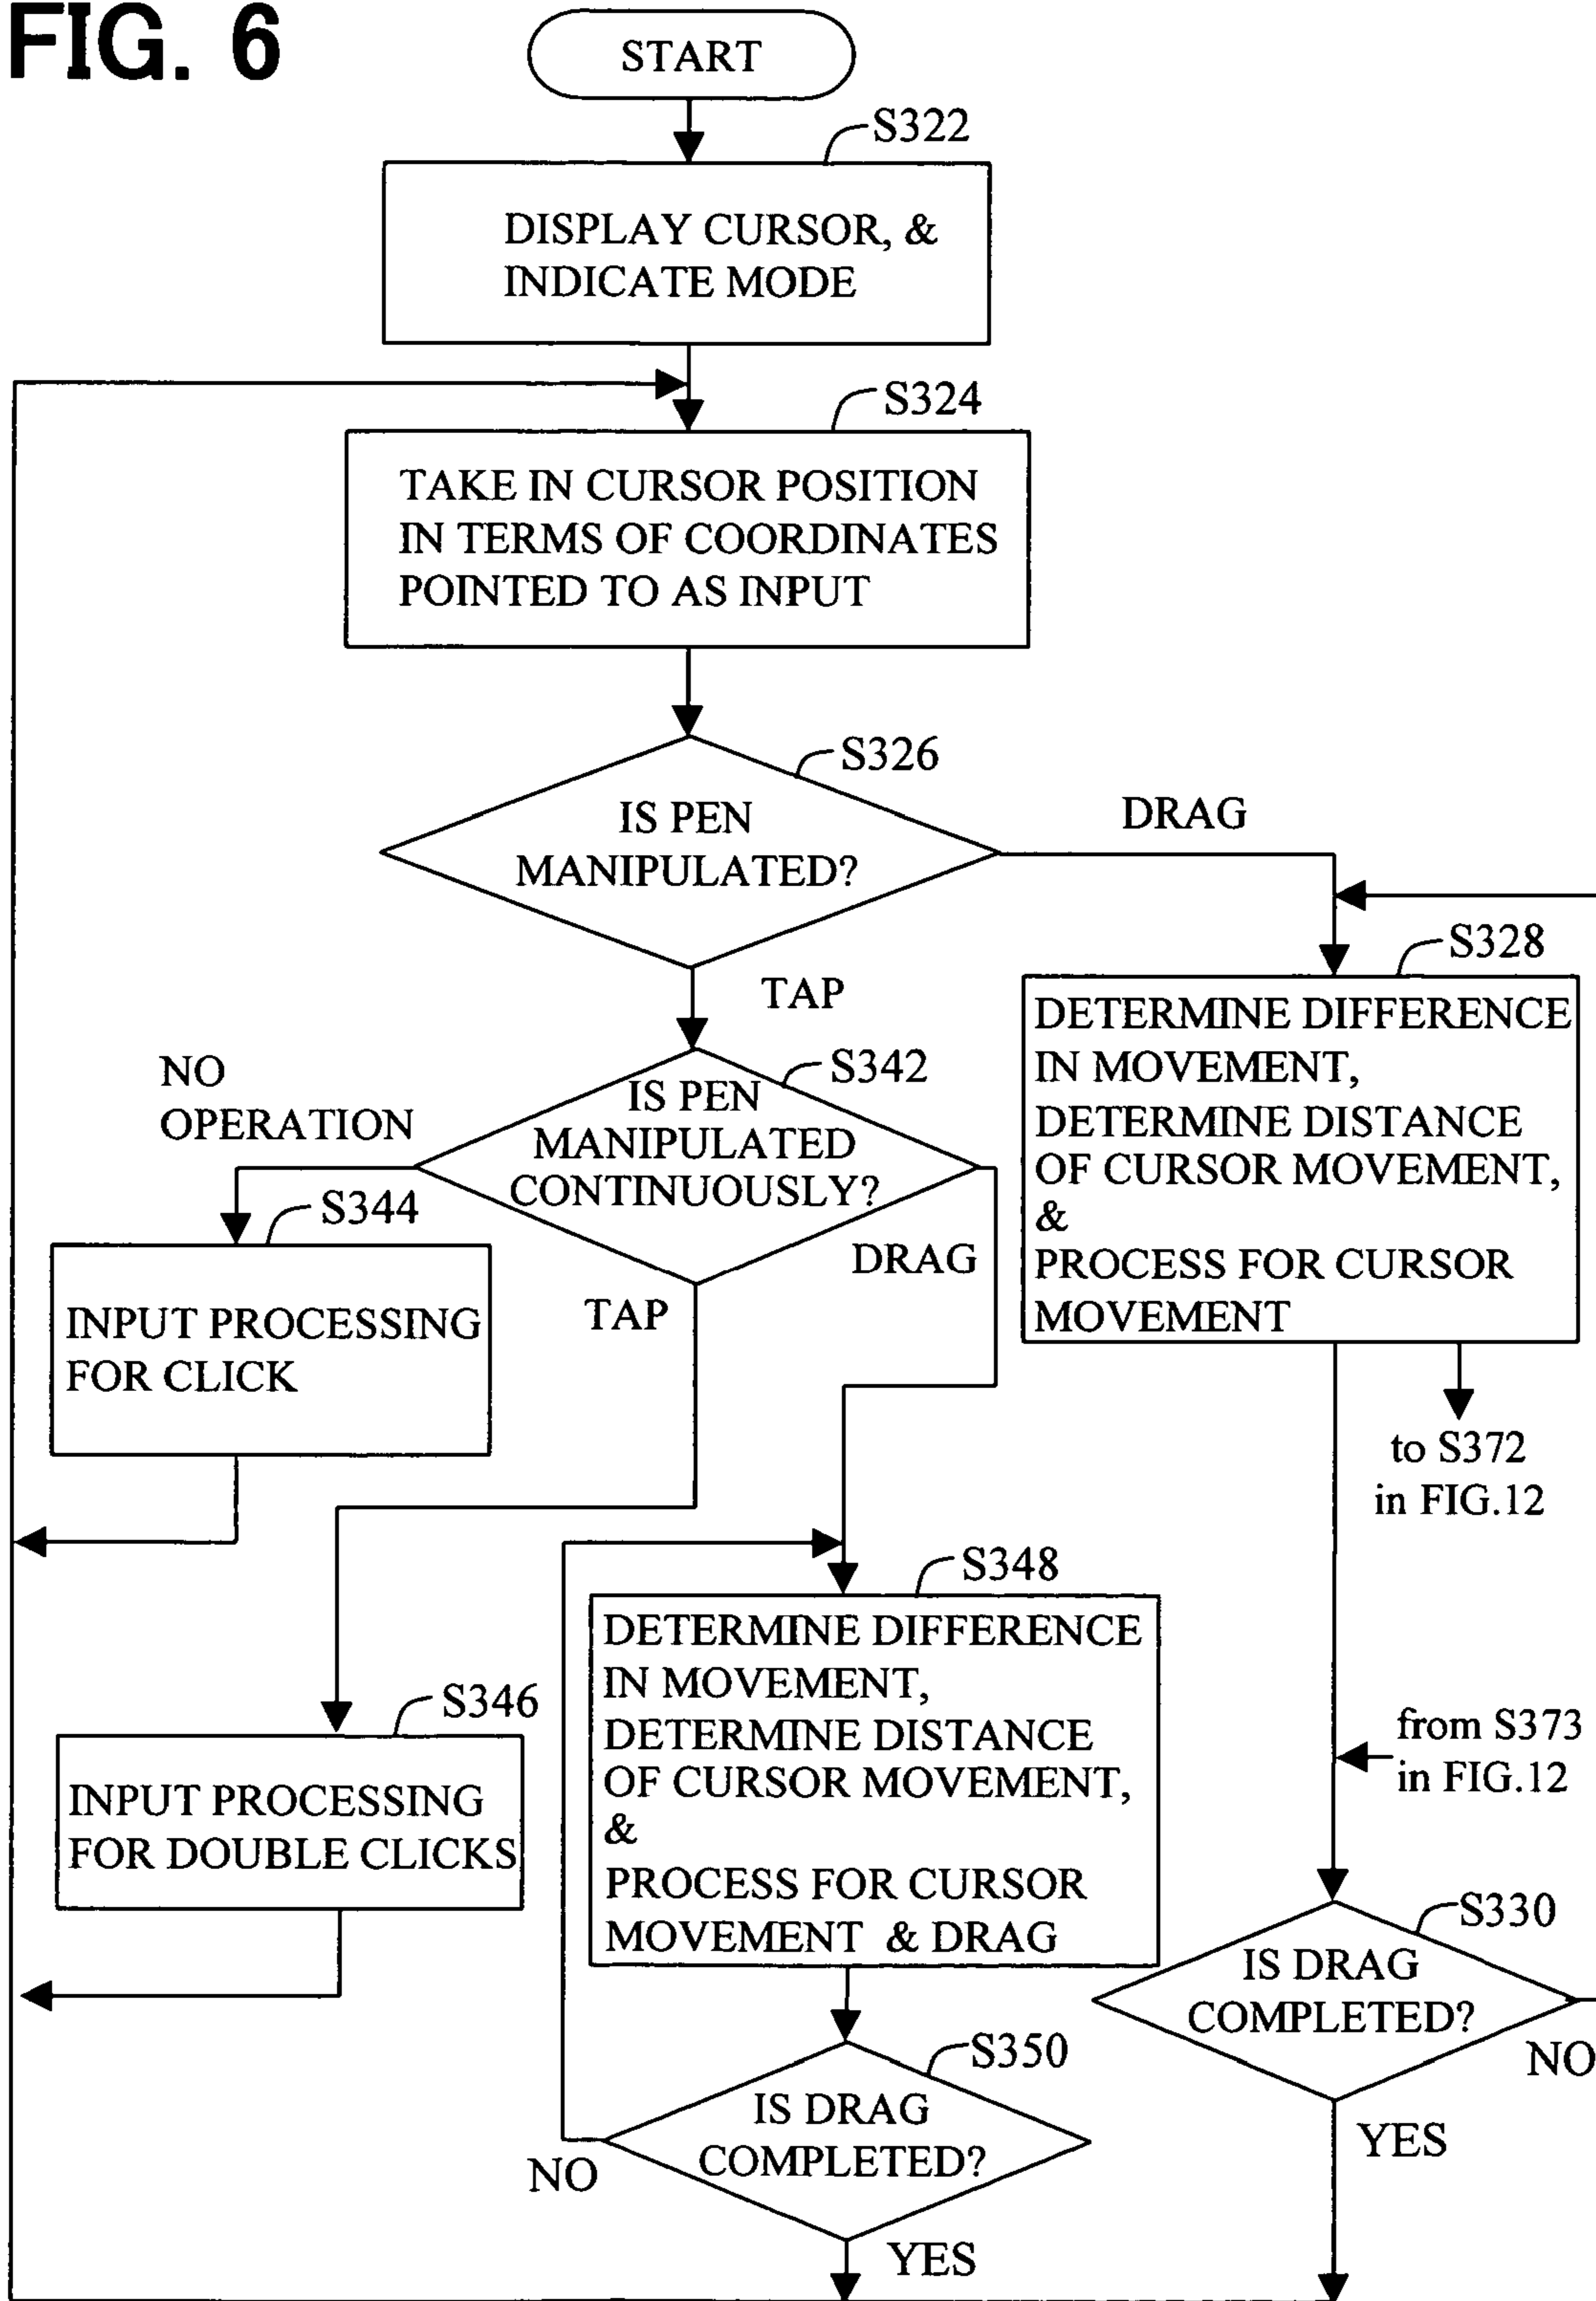 FIG. 6
START
S322
DISPLAY CURSOR, &
INDICATE MODE
S324
TAKE IN CURSOR POSITION
IN TERMS OF COORDINATES
POINTED TO AS INPUT
S326
IS PEN
MANIPULATED?
DRAG
S328
DETERMINE DIFFERENCE
IN MOVEMENT,
DETERMINE DISTANCE
OF CURSOR MOVEMENT,
&
PROCESS FOR CURSOR
MOVEMENT
TAP
S342
IS PEN
MANIPULATED
CONTINUOUSLY?
NO
OPERATION
S344
INPUT PROCESSING
FOR CLICK
TAP
DRAG
to S372
in FIG.12
S346
INPUT PROCESSING
FOR DOUBLE CLICKS
S348
DETERMINE DIFFERENCE
IN MOVEMENT,
DETERMINE DISTANCE
OF CURSOR MOVEMENT,
&
PROCESS FOR CURSOR
MOVEMENT & DRAG
from S373
in FIG.12
S330
IS DRAG
COMPLETED?
NO
YES
S350
IS DRAG
COMPLETED?
NO
YES